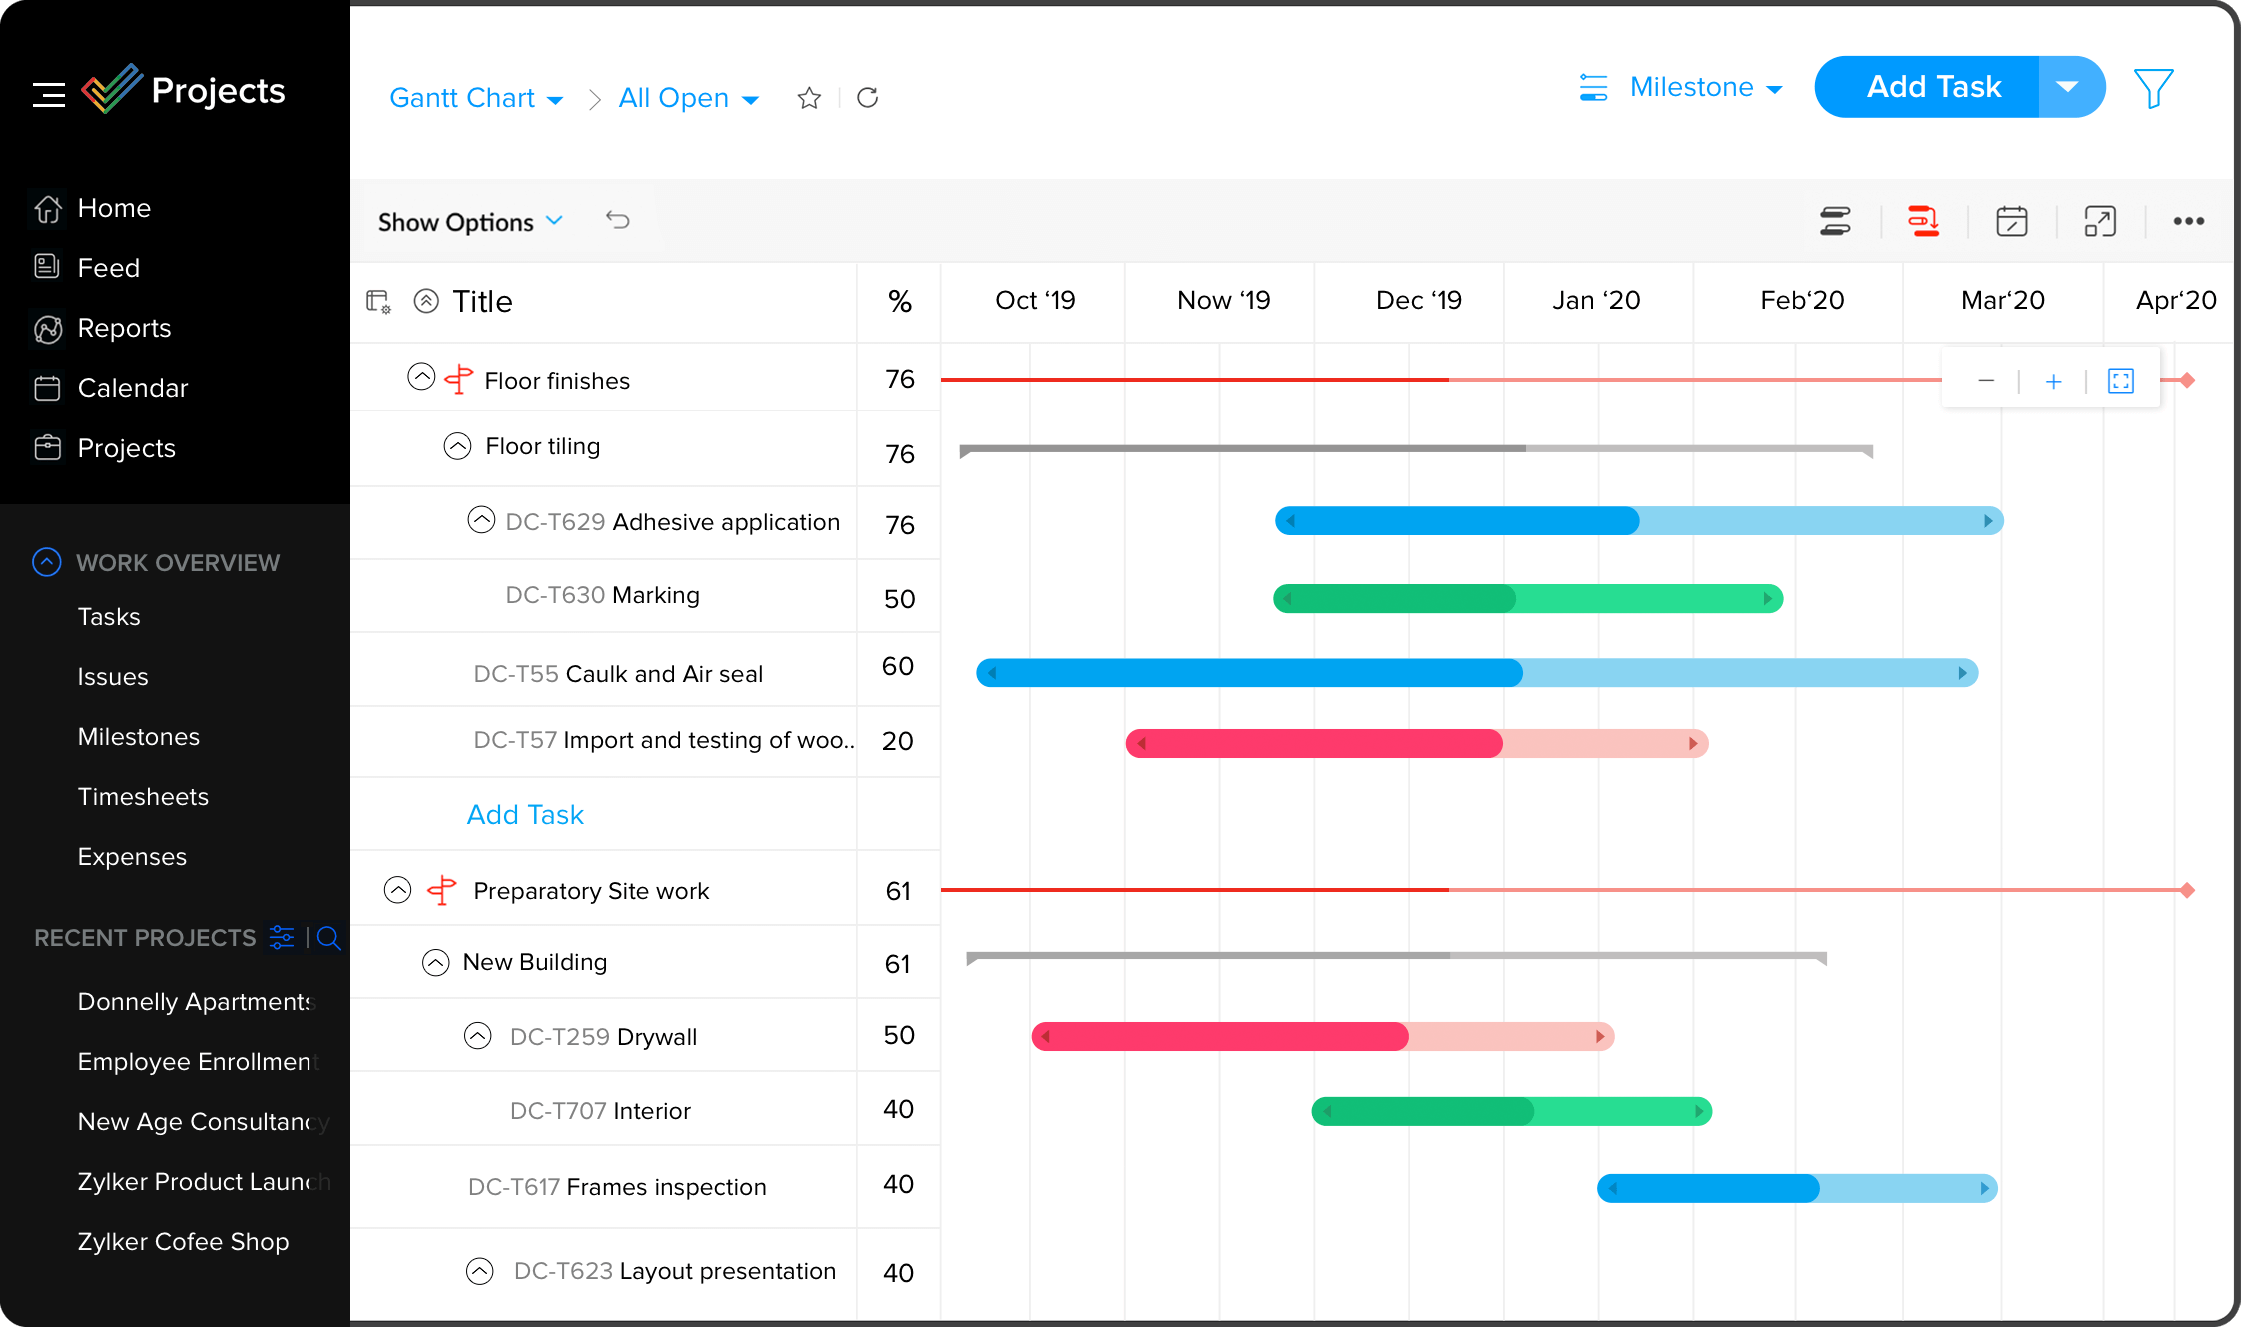 Projects
Home
Feed
Reports
Calendar
Projects
WORK OVERVIEW
Tasks
Issues
Milestones
Timesheets
Expenses
RECENT PROJECTS
Donnelly Apartments
Employee Enrollment
New Age Consultancy
Zylker Product Launch
Zylker Cofee Shop
Gantt Chart All Open
Milestone Add Task
Show Options
Title % Oct ‘19 Now ‘19 Dec ‘19 Jan ‘20 Feb‘20 Mar‘20 Apr‘20
Floor finishes 76
Floor tiling 76
DC-T629 Adhesive application 76
DC-T630 Marking 50
DC-T55 Caulk and Air seal 60
DC-T57 Import and testing of woo.. 20
Add Task
Preparatory Site work 61
New Building 61
DC-T259 Drywall 50
DC-T707 Interior 40
DC-T617 Frames inspection 40
DC-T623 Layout presentation 40